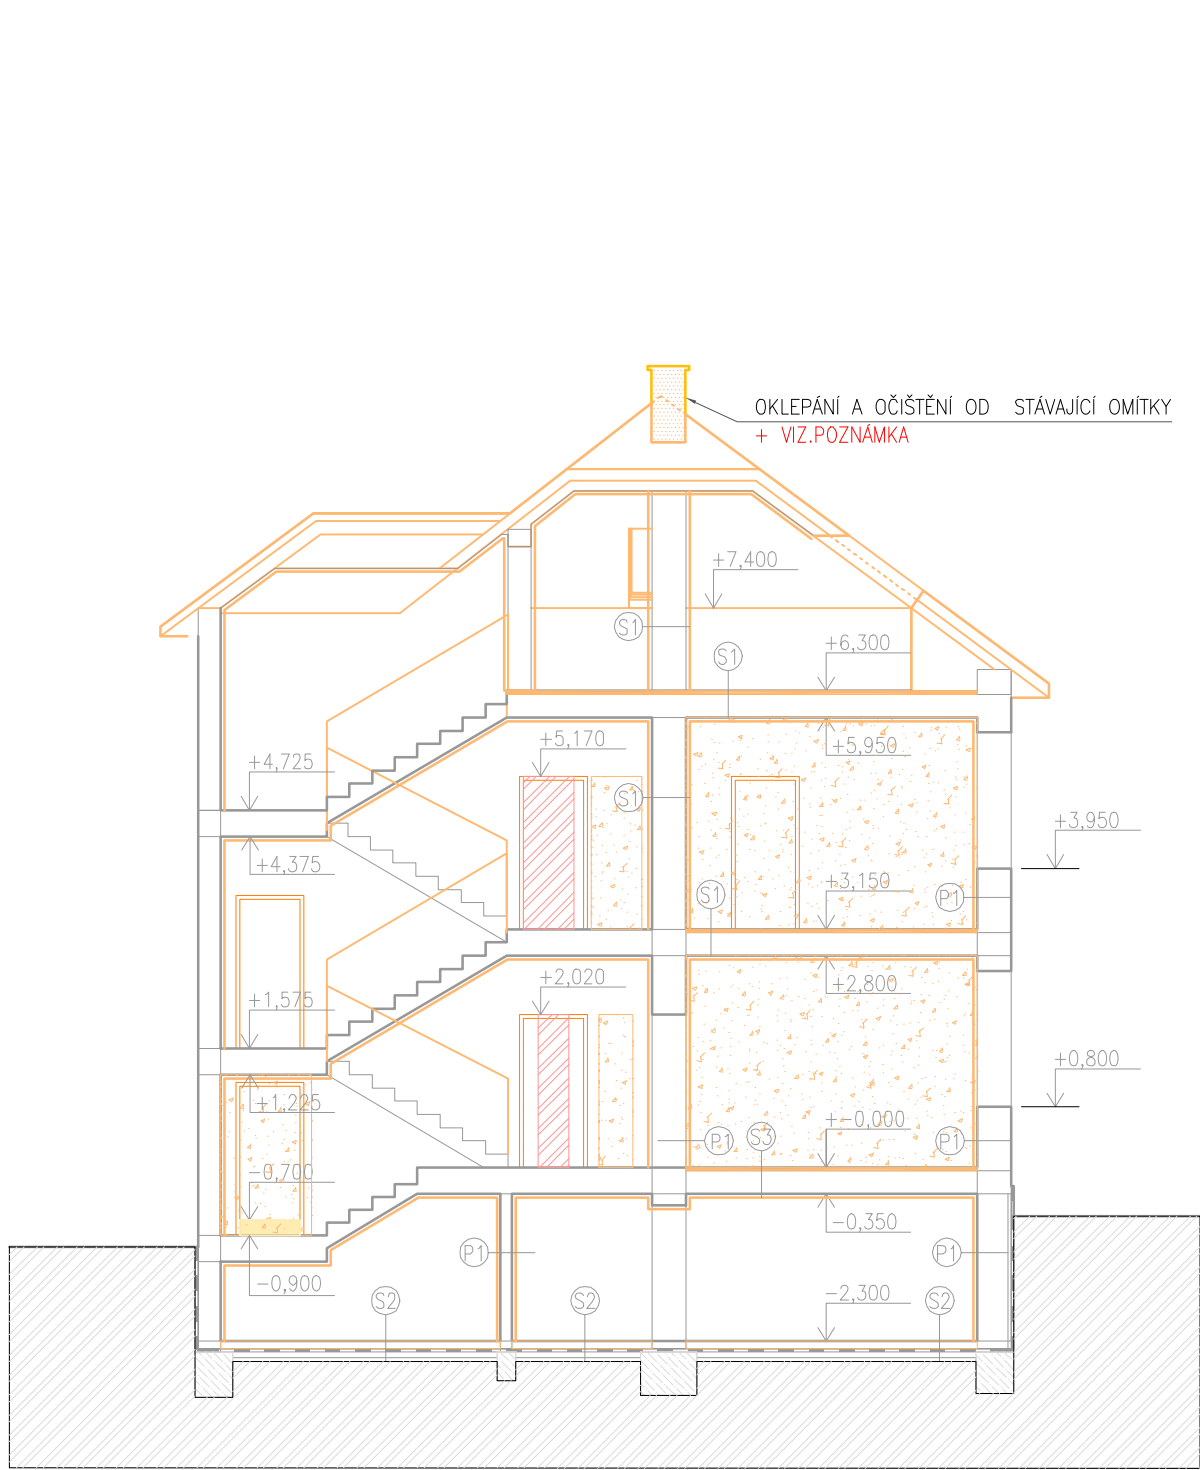 OKLEPÁNÍ A OČIŠTĚNÍ OD STÁVAJÍCÍ OMÍTKY
+ VIZ.POZNÁMKA
+7,400
S1
+6,300
S1
+5,170
+5,950
+4,725
S1
+3,950
+4,375
+3,150
S1
P1
+2,020
+2,800
+1,575
+0,800
+1,225
+-0,000
P1
S3
P1
-0,700
-0,350
P1
P1
-0,900
-2,300
S2
S2
S2